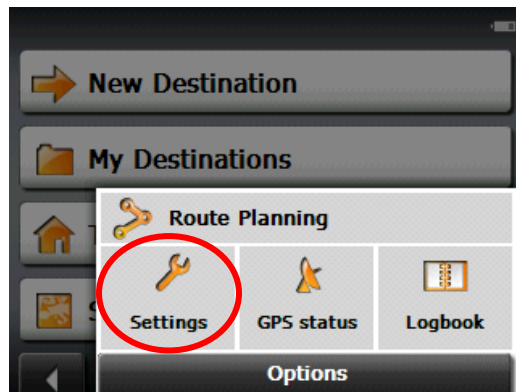 New Destination
My Destinations
Route Planning
Settings GPS status Logbook
Options